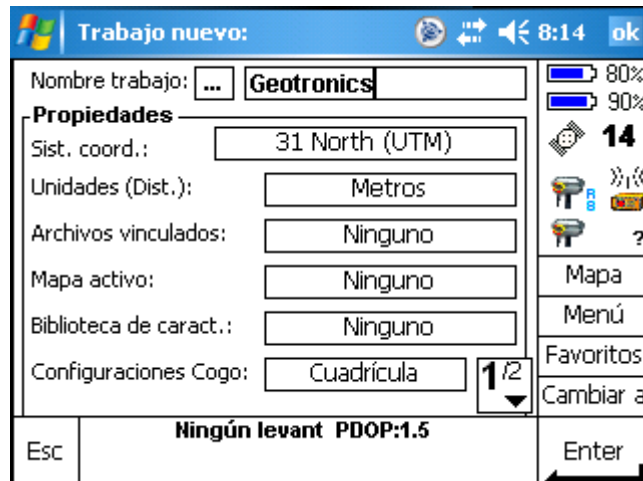 Trabajo nuevo: 8:14 ok
Nombre trabajo: ... Geotronics
Propiedades
Sist. coord.: 31 North (UTM)
Unidades (Dist.): Metros
Archivos vinculados: Ninguno
Mapa activo: Ninguno
Biblioteca de caract.: Ninguno
Configuraciones Cogo: Cuadrícula 1/2
80%
90%
14
R8
?
Mapa
Menú
Favoritos
Cambiar a
Esc Ningún levant PDOP:1.5 Enter